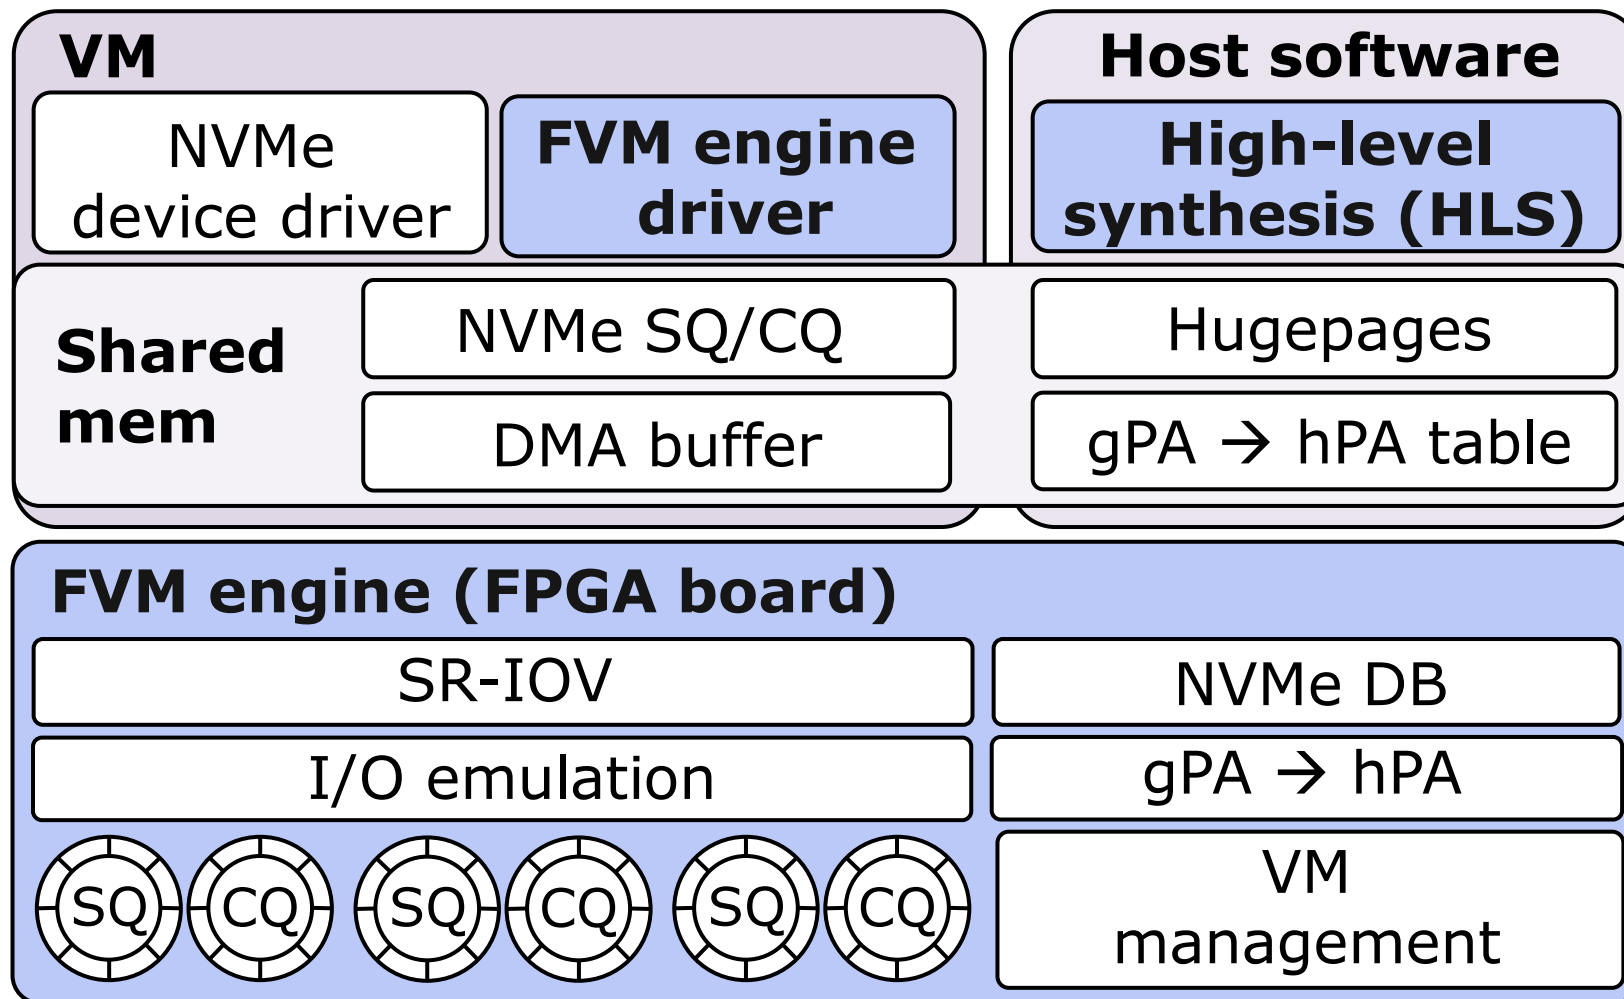 VM
NVMe
device driver
FVM engine
driver
Host software
High-level
synthesis (HLS)
Shared
mem
NVMe SQ/CQ
DMA buffer
Hugepages
gPA → hPA table
FVM engine (FPGA board)
SR-IOV
NVMe DB
I/O emulation
gPA → hPA
SQ CQ SQ CQ SQ CQ
VM
management